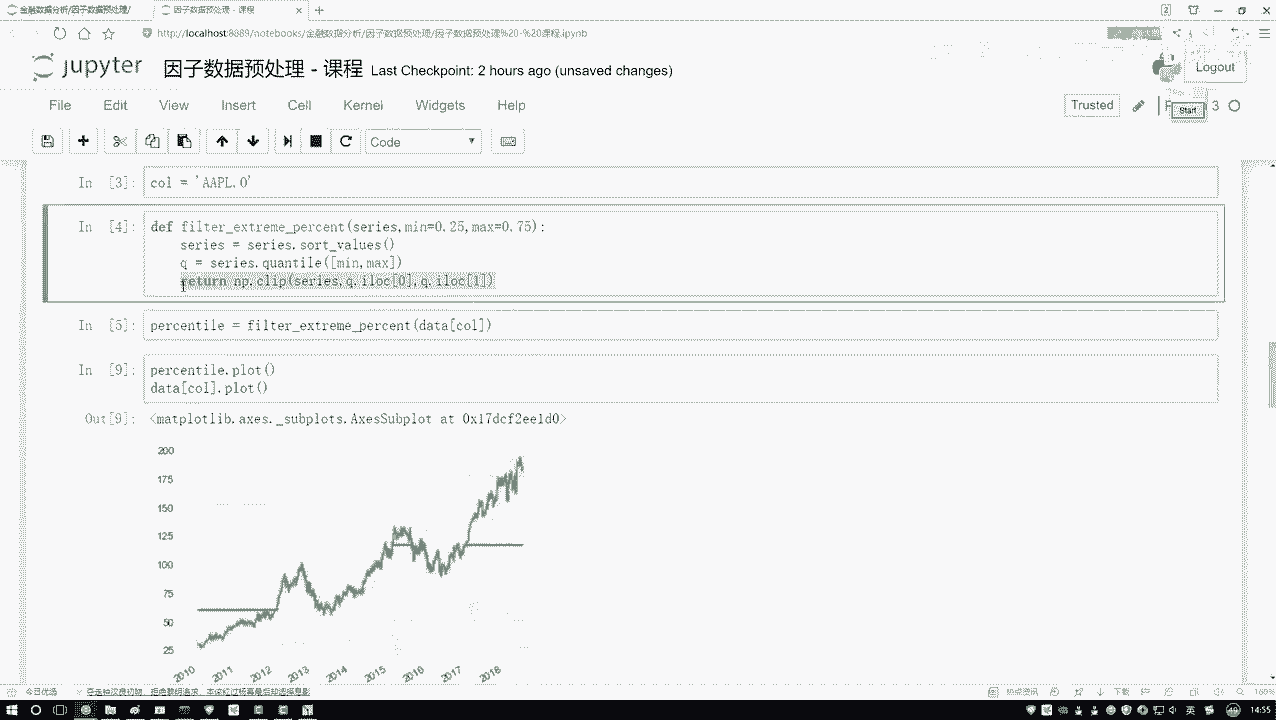 金融数据分析/因子数据预处理/
因子数据预处理 - 课程
http://localhost:8889/notebooks/金融数据分析/因子数据预处理/因子数据预处理%20-%20课程.ipynb
jupyter 因子数据预处理 - 课程 Last Checkpoint: 2 hours ago (unsaved changes)
Logout
File Edit View Insert Cell Kernel Widgets Help
Trusted
3
Start
Code
In [3]: col = 'AAPL.O'
In [4]: def filter_extreme_percent(series,min=0.25,max=0.75):
series = series.sort_values()
q = series.quantile([min,max])
return np.clip(series,q.iloc[0],q.iloc[1])
In [5]: percentile = filter_extreme_percent(data[col])
In [9]: percentile.plot()
data[col].plot()
Out[9]: <matplotlib.axes._subplots.AxesSubplot at 0x17dcf2ee1d0>
200
175
150
125
100
75
50
25
2010 2011 2012 2013 2014 2015 2016 2017 2018
今日优选
热点资讯
下载
英
14:55